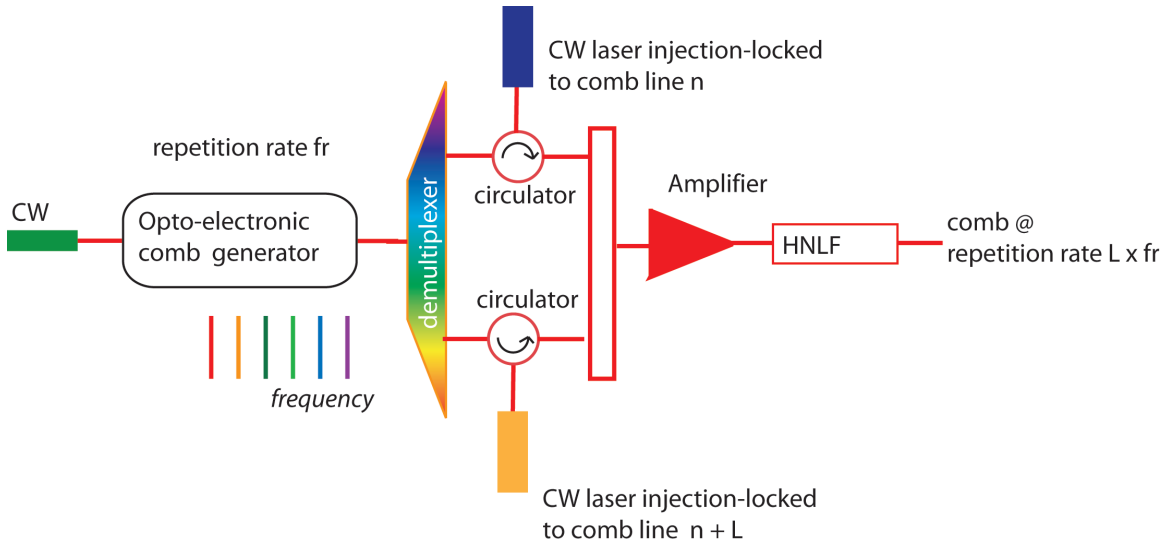 CW laser injection-locked
to comb line n
repetition rate fr
circulator
Amplifier
CW
Opto-electronic
comb generator
demultiplexer
HNLF
comb @
repetition rate L x fr
circulator
frequency
CW laser injection-locked
to comb line n + L